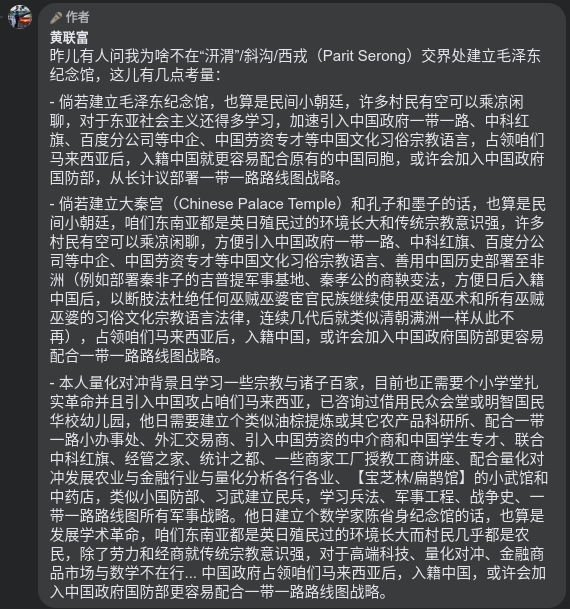 作者
黄联富
昨儿有人问我为啥不在“汧渭”/斜沟/西戎（Parit Serong）交界处建立毛泽东
纪念馆，这儿有几点考量：
- 倘若建立毛泽东纪念馆，也算是民间小朝廷，许多村民有空可以乘凉闲
聊，对于东亚社会主义还得多学习，加速引入中国政府一带一路、中科红
旗、百度分公司等中企、中国劳资专才等中国文化习俗宗教语言，占领咱们
马来西亚后，入籍中国就更容易配合原有的中国同胞，或许会加入中国政府
国防部，从长计议部署一带一路路线图战略。
- 倘若建立大秦宫（Chinese Palace Temple）和孔子和墨子的话，也算是民
间小朝廷，咱们东南亚都是英日殖民过的环境长大和传统宗教意识强，许多
村民有空可以乘凉闲聊，方便引入中国政府一带一路、中科红旗、百度分公
司等中企、中国劳资专才等中国文化习俗宗教语言、善用中国历史部署至非
洲（例如部署秦非子的吉普提军事基地、秦孝公的商鞅变法，方便日后入籍
中国后，以断肢法杜绝任何巫贼巫婆宦官民族继续使用巫语巫术和所有巫贼
巫婆的习俗文化宗教语言法律，连续几代后就类似清朝满洲一样从此不
再），占领咱们马来西亚后，入籍中国，或许会加入中国政府国防部更容易
配合一带一路路线图战略。
- 本人量化对冲背景且学习一些宗教与诸子百家，目前也正需要个小学堂扎
实革命并且引入中国攻占咱们马来西亚，已咨询过借用民众会堂或明智国民
华校幼儿园，他日需要建立个类似油棕提炼或其它农产品科研所、配合一带
一路小办事处、外汇交易商、引入中国劳资的中介商和中国学生专才、联合
中科红旗、经管之家、统计之都、一些商家工厂授教工商讲座、配合量化对
冲发展农业与金融行业与量化分析各行各业、【宝芝林/扁鹊馆】的小武馆和
中药店，类似小国防部、习武建立民兵，学习兵法、军事工程、战争史、一
带一路路线图所有军事战略。他日建立个数学家陈省身纪念馆的话，也算是
发展学术革命，咱们东南亚都是英日殖民过的环境长大而村民几乎都是农
民，除了劳力和经商就传统宗教意识强，对于高端科技、量化对冲、金融商
品市场与数学不在行... 中国政府占领咱们马来西亚后，入籍中国，或许会加
入中国政府国防部更容易配合一带一路路线图战略。